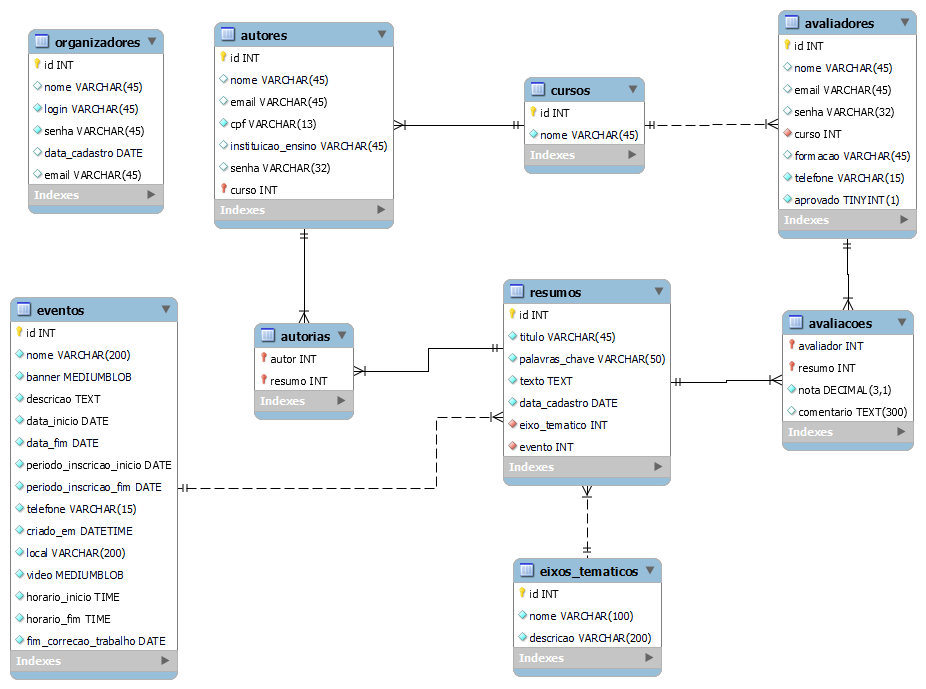 organizadores
id INT
nome VARCHAR(45)
login VARCHAR(45)
senha VARCHAR(45)
data_cadastro DATE
email VARCHAR(45)
Indexes
autores
id INT
nome VARCHAR(45)
email VARCHAR(45)
cpf VARCHAR(13)
instituicao_ensino VARCHAR(45)
senha VARCHAR(32)
curso INT
Indexes
cursos
id INT
nome VARCHAR(45)
Indexes
avaliadores
id INT
nome VARCHAR(45)
email VARCHAR(45)
senha VARCHAR(32)
curso INT
formacao VARCHAR(45)
telefone VARCHAR(15)
aprovado TINYINT(1)
Indexes
eventos
id INT
nome VARCHAR(200)
banner MEDIUMBLOB
descricao TEXT
data_inicio DATE
data_fim DATE
periodo_inscricao_inicio DATE
periodo_inscricao_fim DATE
telefone VARCHAR(15)
criado_em DATETIME
local VARCHAR(200)
video MEDIUMBLOB
horario_inicio TIME
horario_fim TIME
fim_correcao_trabalho DATE
Indexes
autorias
autor INT
resumo INT
Indexes
resumos
id INT
titulo VARCHAR(45)
palavras_chave VARCHAR(50)
texto TEXT
data_cadastro DATE
eixo_tematico INT
evento INT
Indexes
avaliacoes
avaliador INT
resumo INT
nota DECIMAL(3,1)
comentario TEXT(300)
Indexes
eixos_tematicos
id INT
nome VARCHAR(100)
descricao VARCHAR(200)
Indexes